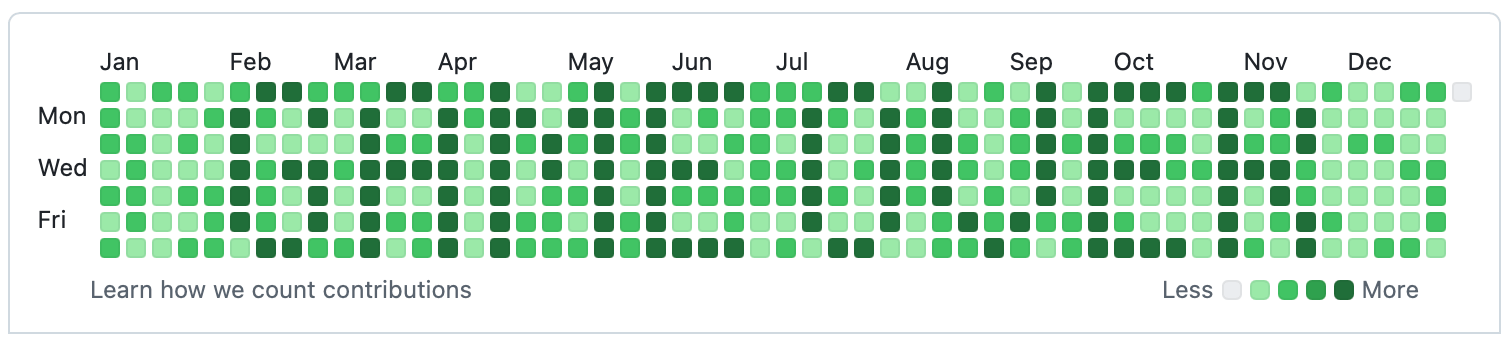 Jan Feb Mar Apr May Jun Jul Aug Sep Oct Nov Dec
GAMECVER
Mon
Wed
Fri
Learn how we count contributions
Less More